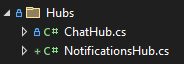 Hubs
C# ChatHub.cs
+ C# NotificationsHub.cs